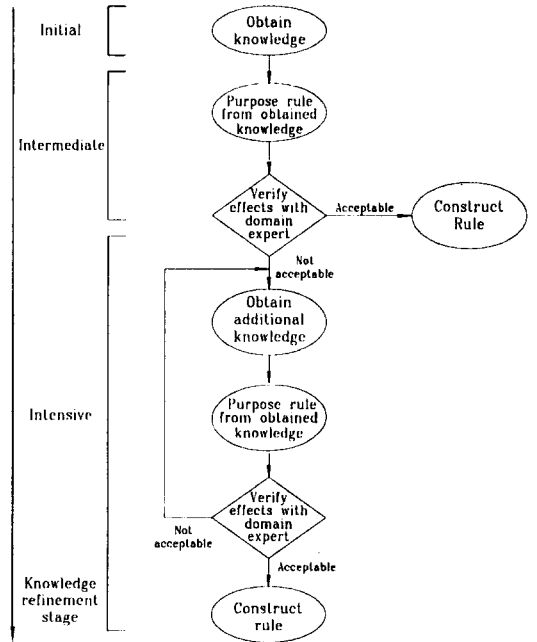 Initial
Obtain
knowledge
Intermediate
Purpose rule
from obtained
knowledge
Verify
effects with
domain
expert
Acceptable
Construct
Rule
Not
acceptable
Intensive
Obtain
additional
knowledge
Purpose rule
from obtained
knowledge
Verify
effects with
domain
expert
Not
acceptable
Acceptable
Knowledge
refinement
stage
Construct
rule